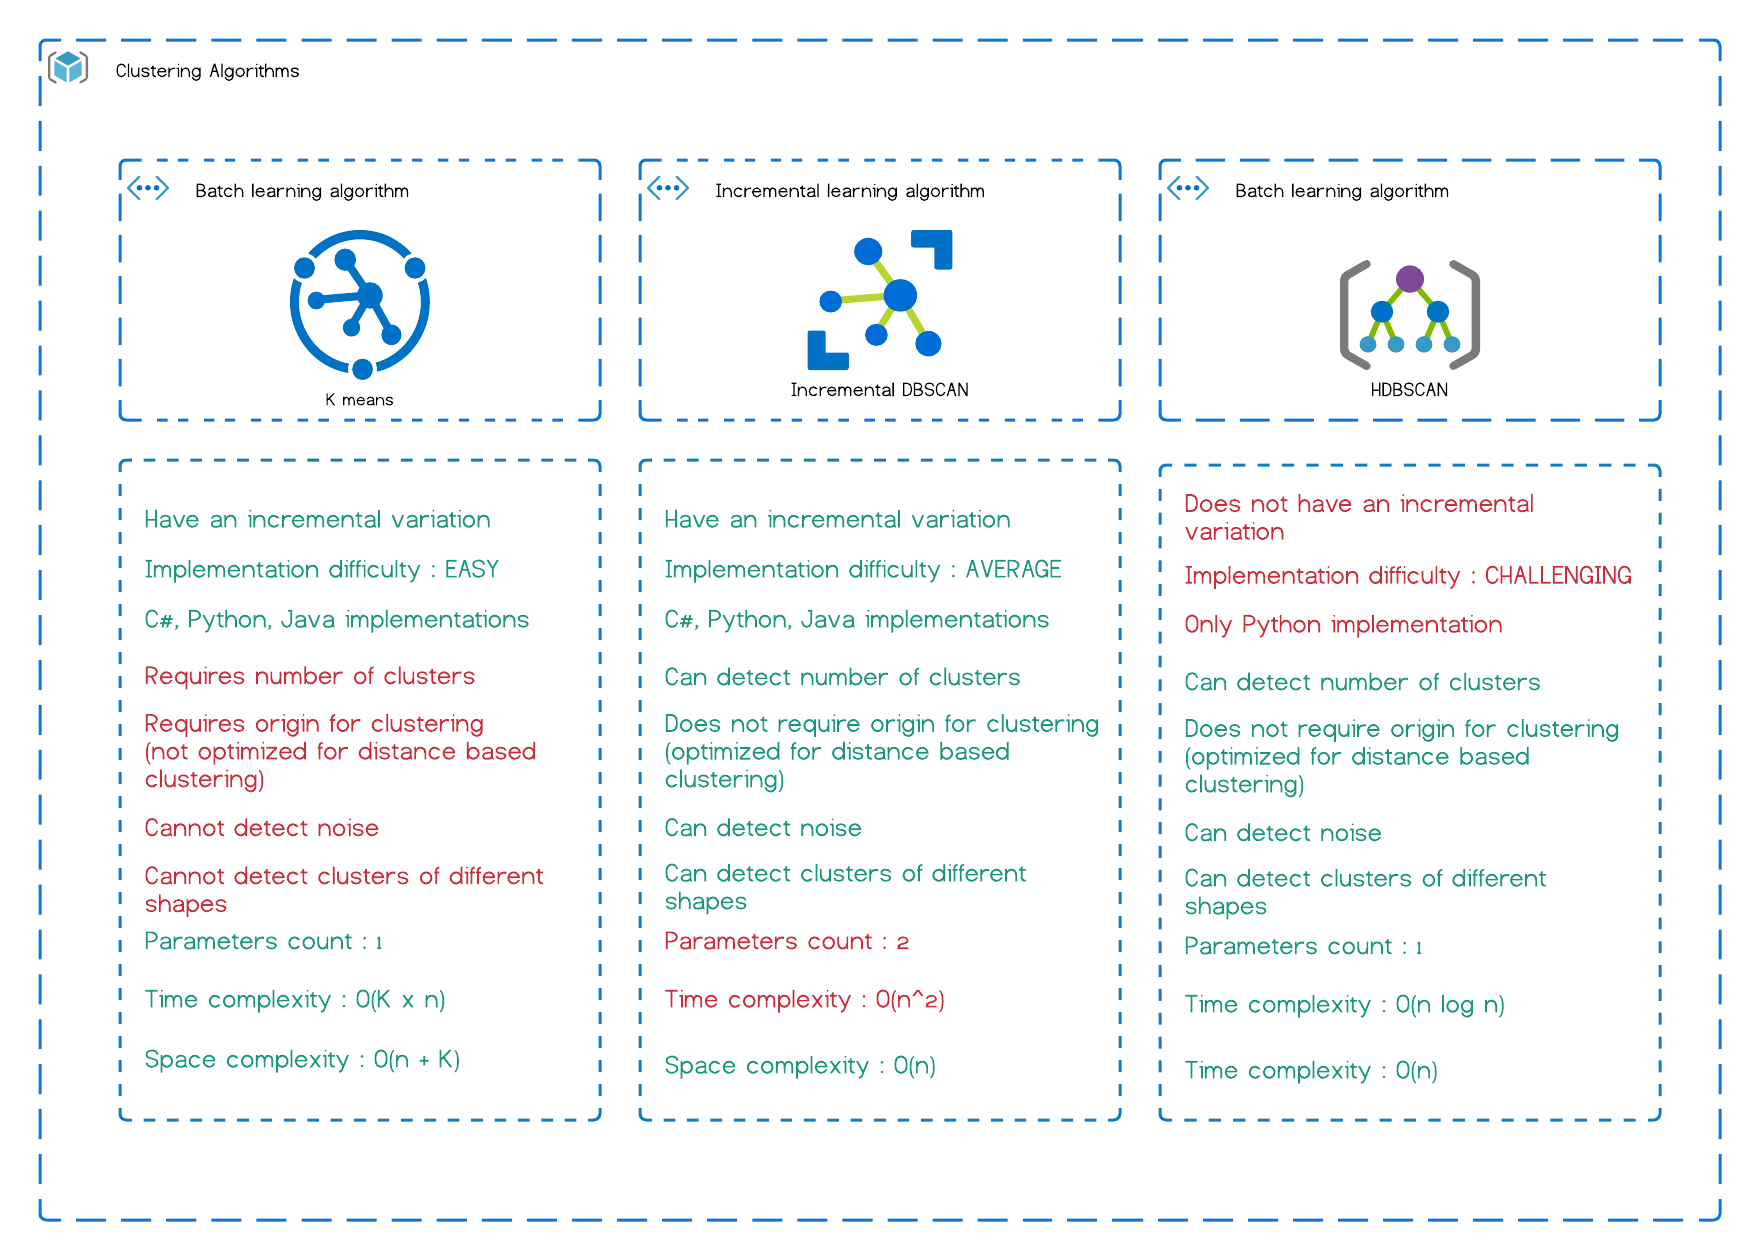 Clustering Algorithms
Batch learning algorithm
K means
Incremental learning algorithm
Incremental DBSCAN
Batch learning algorithm
HDBSCAN
Have an incremental variation
Implementation difficulty : EASY
C#, Python, Java implementations
Requires number of clusters
Requires origin for clustering
(not optimized for distance based
clustering)
Cannot detect noise
Cannot detect clusters of different
shapes
Parameters count : 1
Time complexity : O(K x n)
Space complexity : O(n + K)
Have an incremental variation
Implementation difficulty : AVERAGE
C#, Python, Java implementations
Can detect number of clusters
Does not require origin for clustering
(optimized for distance based
clustering)
Can detect noise
Can detect clusters of different
shapes
Parameters count : 2
Time complexity : O(n^2)
Space complexity : O(n)
Does not have an incremental
variation
Implementation difficulty : CHALLENGING
Only Python implementation
Can detect number of clusters
Does not require origin for clustering
(optimized for distance based
clustering)
Can detect noise
Can detect clusters of different
shapes
Parameters count : 1
Time complexity : O(n log n)
Time complexity : O(n)